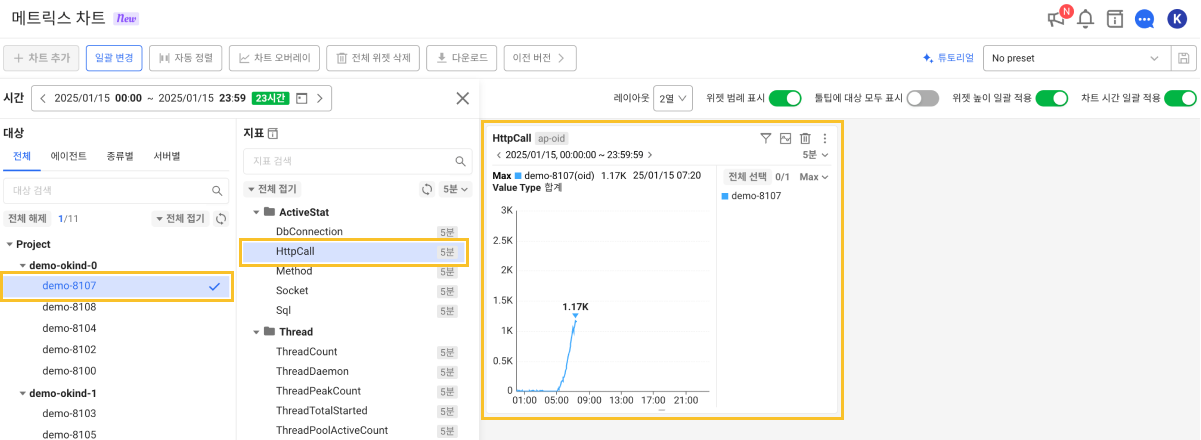 메트릭스 차트 New
N
K
+ 차트 추가 일괄 변경 자동 정렬 차트 오버레이 전체 위젯 삭제 다운로드 이전 버전 튜토리얼 No preset
시간 2025/01/15 00:00 ~ 2025/01/15 23:59 23시간
레이아웃 2열 위젯 범례 표시 툴팁에 대상 모두 표시 위젯 높이 일괄 적용 차트 시간 일괄 적용
대상
전체 에이전트 종류별 서버별
대상 검색
전체 해제 1/11 전체 접기
Project
demo-okind-0
demo-8107
demo-8108
demo-8104
demo-8102
demo-8100
demo-okind-1
demo-8103
demo-8105
지표
지표 검색
전체 접기 5분
ActiveStat
DbConnection 5분
HttpCall 5분
Method 5분
Socket 5분
Sql 5분
Thread
ThreadCount 5분
ThreadDaemon 5분
ThreadPeakCount 5분
ThreadTotalStarted 5분
ThreadPoolActiveCount 5분
HttpCall ap-oid
2025/01/15, 00:00:00 ~ 23:59:59 5분
Max demo-8107(oid) 1.17K 25/01/15 07:20
Value Type 합계
전체 선택 0/1 Max
demo-8107
3K
2.5K
2K
1.5K
1.17K
1K
0.5K
0
01:00 05:00 09:00 13:00 17:00 21:00